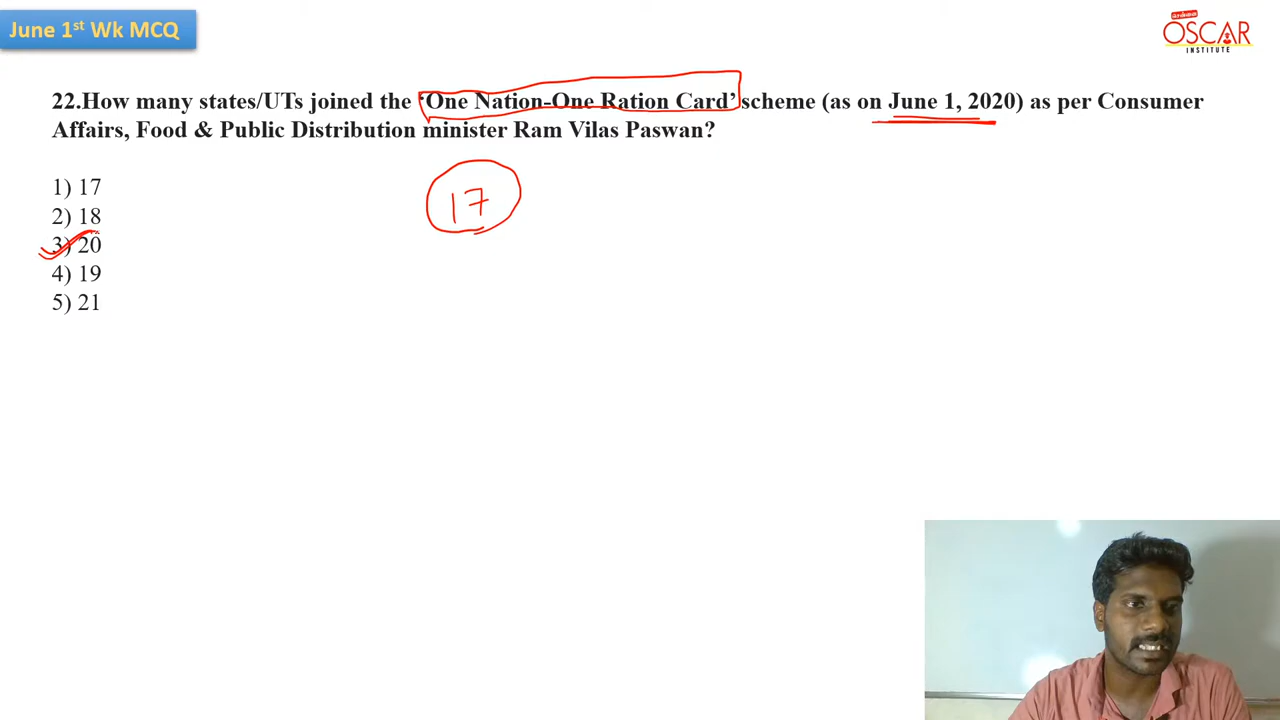 June 1st Wk MCQ
சென்னை
OSCAR
INSTITUTE
22.How many states/UTs joined the ‘One Nation-One Ration Card’ scheme (as on June 1, 2020) as per Consumer
Affairs, Food & Public Distribution minister Ram Vilas Paswan?
1) 17
2) 18
3) 20
4) 19
5) 21
17